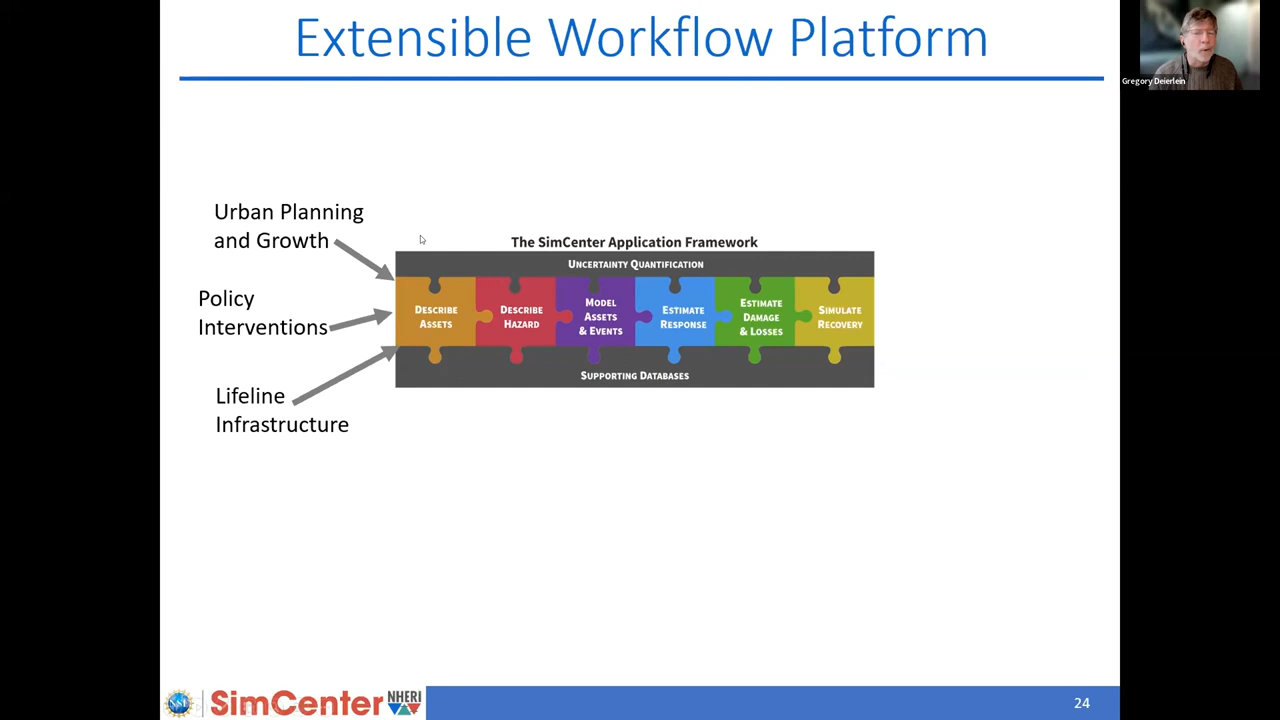 Extensible Workflow Platform
Gregory Deierlein
Urban Planning
and Growth
Policy
Interventions
Lifeline
Infrastructure
The SimCenter Application Framework
UNCERTAINTY QUANTIFICATION
DESCRIBE
ASSETS
DESCRIBE
HAZARD
MODEL
ASSETS
& EVENTS
ESTIMATE
RESPONSE
ESTIMATE
DAMAGE
& LOSSES
SIMULATE
RECOVERY
SUPPORTING DATABASES
NSF
SimCenter
NHERI
24